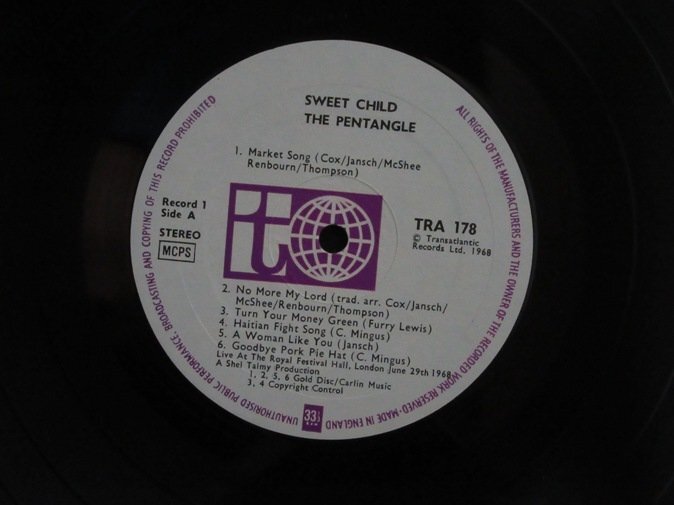 SWEET CHILD
THE PENTANGLE
1. Market Song (Cox/Jansch/McShee
Renbourn/Thompson)
Record 1
Side A
STEREO
MCPS
it
TRA 178
© Transatlantic
Records Ltd. 1968
2. No More My Lord (trad. arr. Cox/Jansch/
McShee/Renbourn/Thompson)
3. Turn Your Money Green (Furry Lewis)
4. Haitian Fight Song (C. Mingus)
5. A Woman Like You (Jansch)
6. Goodbye Pork Pie Hat (C. Mingus)
Live At The Royal Festival Hall, London June 29th 1968
A Shel Talmy Production
1, 2, 5, 6 Gold Disc/Carlin Music
3, 4 Copyright Control
33⅓
ALL RIGHTS OF THE MANUFACTURERS AND THE OWNER OF THE RECORDED WORK RESERVED-MADE IN ENGLAND
UNAUTHORISED PUBLIC PERFORMANCE, BROADCASTING AND COPYING OF THIS RECORD PROHIBITED